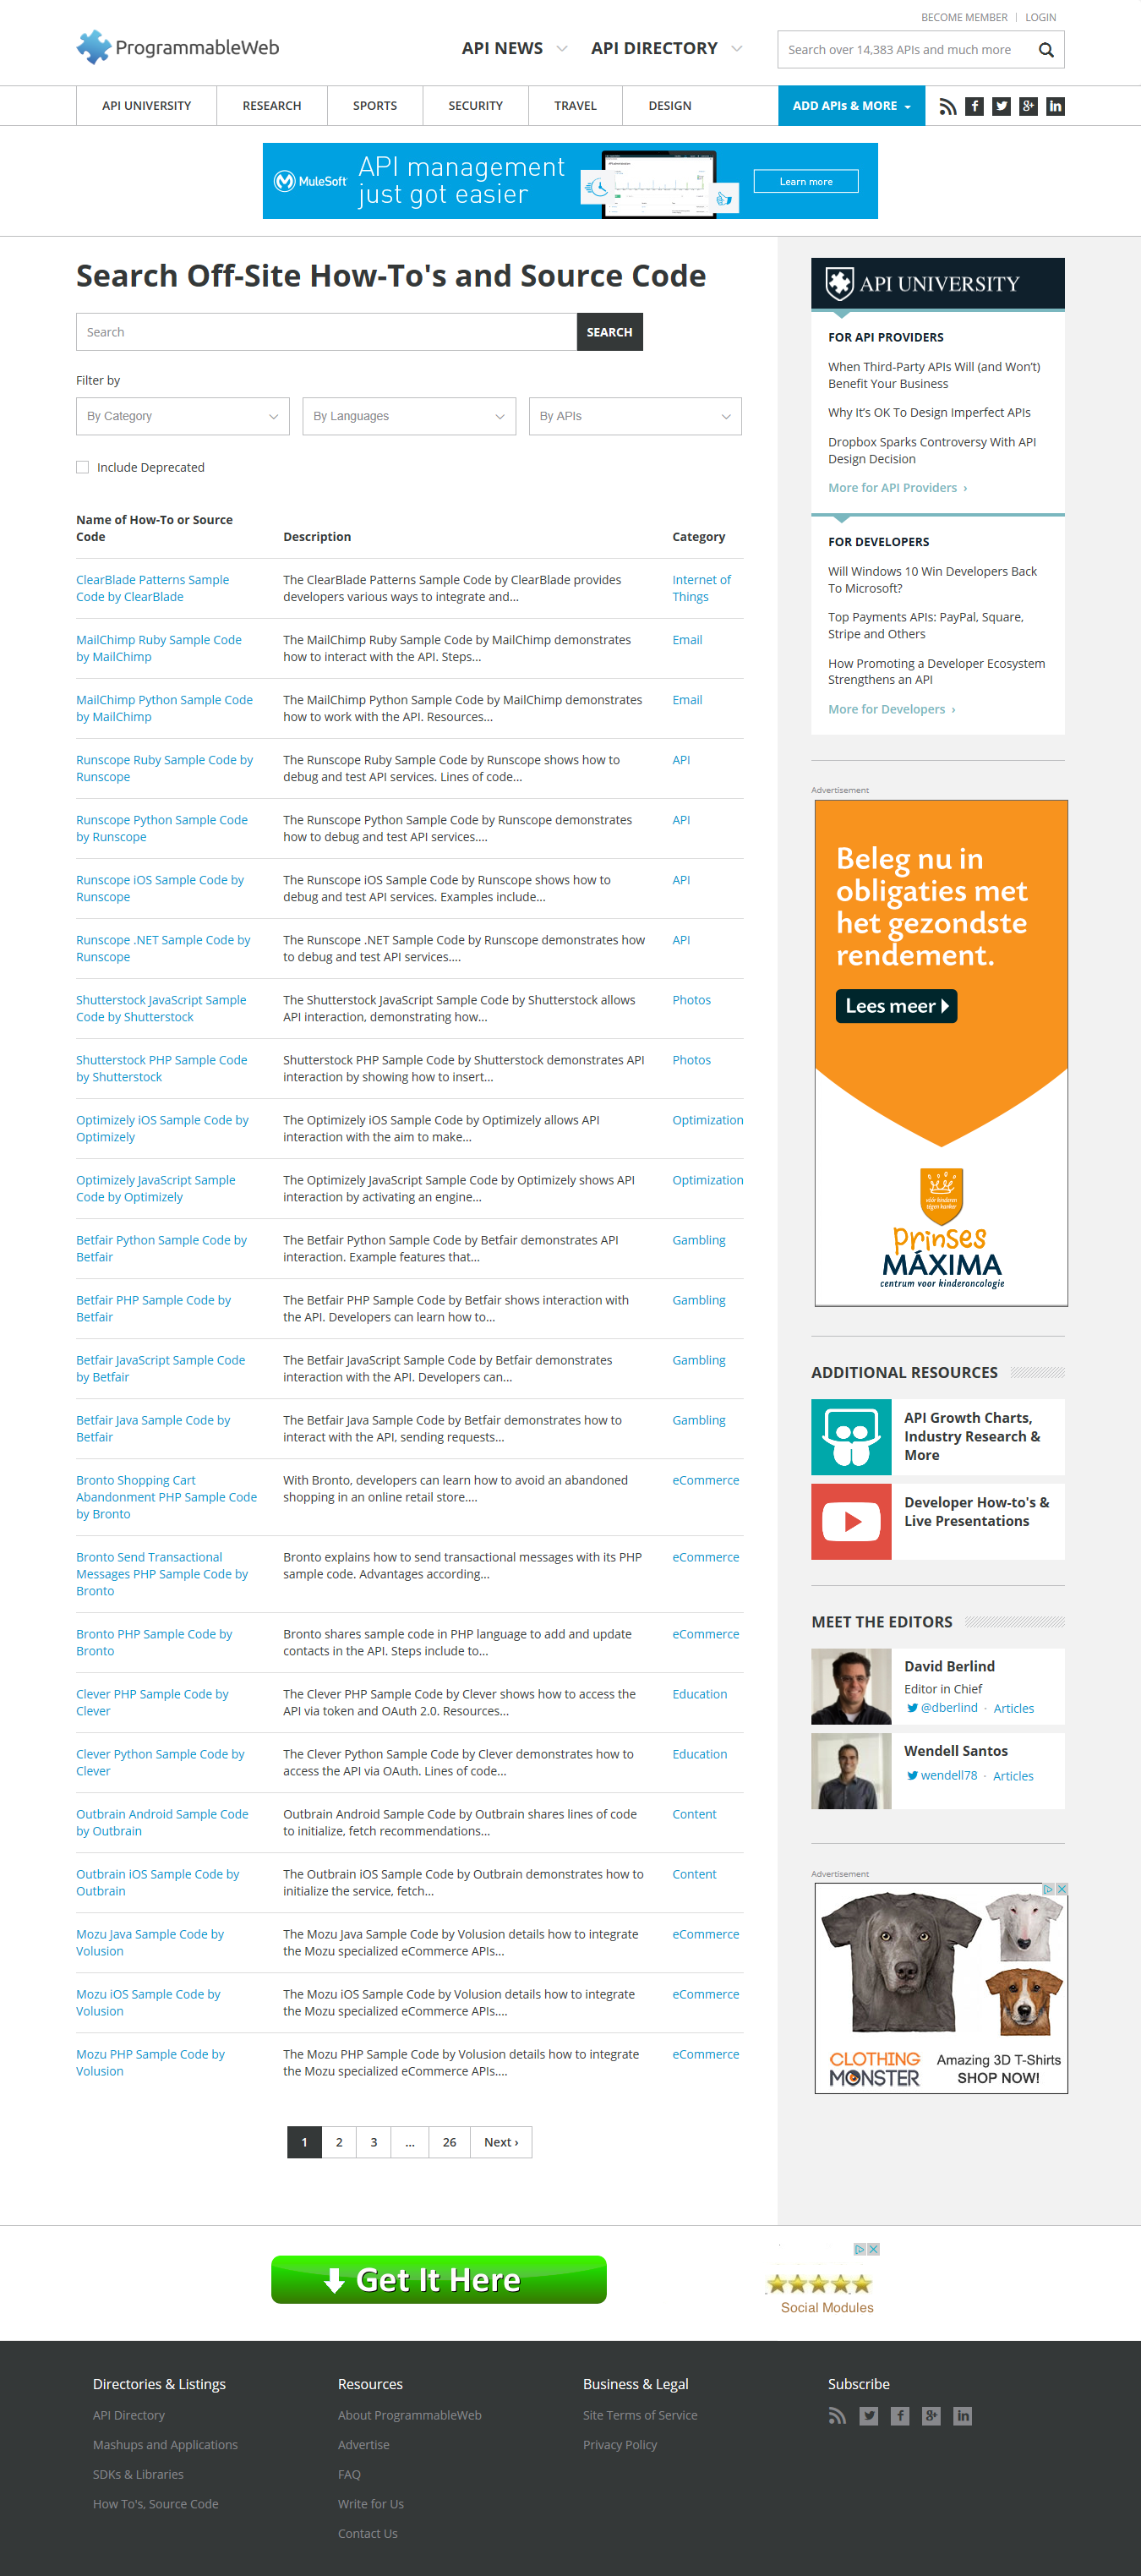 BECOME MEMBER | LOGIN
ProgrammableWeb
API NEWS
API DIRECTORY
Search over 14,383 APIs and much more
API UNIVERSITY
RESEARCH
SPORTS
SECURITY
TRAVEL
DESIGN
ADD APIs & MORE
MuleSoft
API management
just got easier
Learn more
Search Off-Site How-To's and Source Code
Search
SEARCH
Filter by
By Category
By Languages
By APIs
Include Deprecated
Name of How-To or Source
Code
Description
Category
ClearBlade Patterns Sample
Code by ClearBlade
The ClearBlade Patterns Sample Code by ClearBlade provides
developers various ways to integrate and...
Internet of
Things
MailChimp Ruby Sample Code
by MailChimp
The MailChimp Ruby Sample Code by MailChimp demonstrates
how to interact with the API. Steps...
Email
MailChimp Python Sample Code
by MailChimp
The MailChimp Python Sample Code by MailChimp demonstrates
how to work with the API. Resources...
Email
Runscope Ruby Sample Code by
Runscope
The Runscope Ruby Sample Code by Runscope shows how to
debug and test API services. Lines of code...
API
Runscope Python Sample Code
by Runscope
The Runscope Python Sample Code by Runscope demonstrates
how to debug and test API services....
API
Runscope iOS Sample Code by
Runscope
The Runscope iOS Sample Code by Runscope shows how to
debug and test API services. Examples include...
API
Runscope .NET Sample Code by
Runscope
The Runscope .NET Sample Code by Runscope demonstrates how
to debug and test API services....
API
Shutterstock JavaScript Sample
Code by Shutterstock
The Shutterstock JavaScript Sample Code by Shutterstock allows
API interaction, demonstrating how...
Photos
Shutterstock PHP Sample Code
by Shutterstock
Shutterstock PHP Sample Code by Shutterstock demonstrates API
interaction by showing how to insert...
Photos
Optimizely iOS Sample Code by
Optimizely
The Optimizely iOS Sample Code by Optimizely allows API
interaction with the aim to make...
Optimization
Optimizely JavaScript Sample
Code by Optimizely
The Optimizely JavaScript Sample Code by Optimizely shows API
interaction by activating an engine...
Optimization
Betfair Python Sample Code by
Betfair
The Betfair Python Sample Code by Betfair demonstrates API
interaction. Example features that...
Gambling
Betfair PHP Sample Code by
Betfair
The Betfair PHP Sample Code by Betfair shows interaction with
the API. Developers can learn how to...
Gambling
Betfair JavaScript Sample Code
by Betfair
The Betfair JavaScript Sample Code by Betfair demonstrates
interaction with the API. Developers can...
Gambling
Betfair Java Sample Code by
Betfair
The Betfair Java Sample Code by Betfair demonstrates how to
interact with the API, sending requests...
Gambling
Bronto Shopping Cart
Abandonment PHP Sample Code
by Bronto
With Bronto, developers can learn how to avoid an abandoned
shopping in an online retail store....
eCommerce
Bronto Send Transactional
Messages PHP Sample Code by
Bronto
Bronto explains how to send transactional messages with its PHP
sample code. Advantages according...
eCommerce
Bronto PHP Sample Code by
Bronto
Bronto shares sample code in PHP language to add and update
contacts in the API. Steps include to...
eCommerce
Clever PHP Sample Code by
Clever
The Clever PHP Sample Code by Clever shows how to access the
API via token and OAuth 2.0. Resources...
Education
Clever Python Sample Code by
Clever
The Clever Python Sample Code by Clever demonstrates how to
access the API via OAuth. Lines of code...
Education
Outbrain Android Sample Code
by Outbrain
Outbrain Android Sample Code by Outbrain shares lines of code
to initialize, fetch recommendations...
Content
Outbrain iOS Sample Code by
Outbrain
The Outbrain iOS Sample Code by Outbrain demonstrates how to
initialize the service, fetch...
Content
Mozu Java Sample Code by
Volusion
The Mozu Java Sample Code by Volusion details how to integrate
the Mozu specialized eCommerce APIs...
eCommerce
Mozu iOS Sample Code by
Volusion
The Mozu iOS Sample Code by Volusion details how to integrate
the Mozu specialized eCommerce APIs....
eCommerce
Mozu PHP Sample Code by
Volusion
The Mozu PHP Sample Code by Volusion details how to integrate
the Mozu specialized eCommerce APIs....
eCommerce
1 2 3 ... 26 Next ›
API UNIVERSITY
FOR API PROVIDERS
When Third-Party APIs Will (and Won't)
Benefit Your Business
Why It's OK To Design Imperfect APIs
Dropbox Sparks Controversy With API
Design Decision
More for API Providers ›
FOR DEVELOPERS
Will Windows 10 Win Developers Back
To Microsoft?
Top Payments APIs: PayPal, Square,
Stripe and Others
How Promoting a Developer Ecosystem
Strengthens an API
More for Developers ›
Advertisement
Beleg nu in
obligaties met
het gezondste
rendement.
Lees meer
vóór kinderen
tégen kanker
prinses
MÁXIMA
centrum voor kinderoncologie
ADDITIONAL RESOURCES
API Growth Charts,
Industry Research &
More
Developer How-to's &
Live Presentations
MEET THE EDITORS
David Berlind
Editor in Chief
@dberlind · Articles
Wendell Santos
wendell78 · Articles
Advertisement
CLOTHING
MONSTER
Amazing 3D T-Shirts
SHOP NOW!
Get It Here
Social Modules
Directories & Listings
API Directory
Mashups and Applications
SDKs & Libraries
How To's, Source Code
Resources
About ProgrammableWeb
Advertise
FAQ
Write for Us
Contact Us
Business & Legal
Site Terms of Service
Privacy Policy
Subscribe